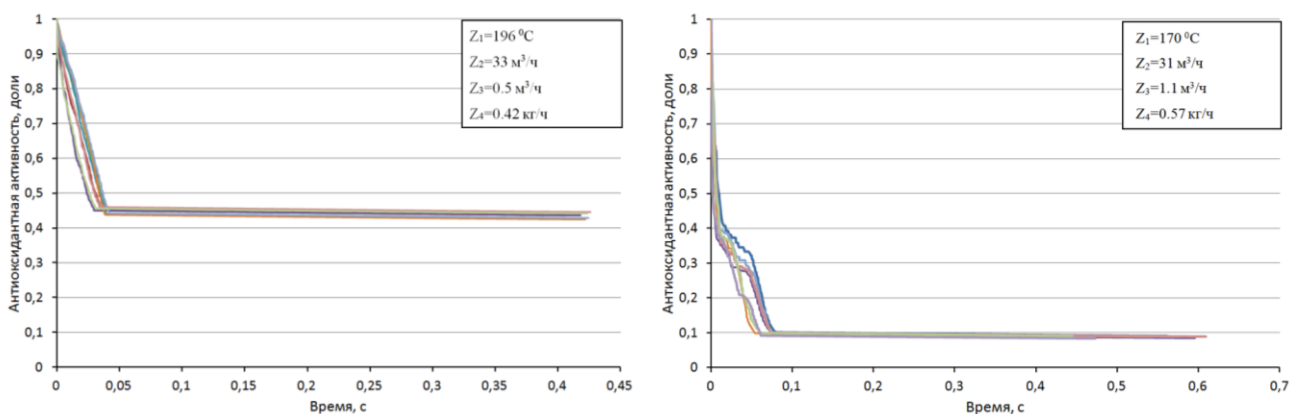 Антиоксидантная активность, доли
1
0,9
0,8
0,7
0,6
0,5
0,4
0,3
0,2
0,1
0
Z₁=196 ⁰C
Z₂=33 м³/ч
Z₃=0.5 м³/ч
Z₄=0.42 кг/ч
0 0,05 0,1 0,15 0,2 0,25 0,3 0,35 0,4 0,45
Время, с
Антиоксидантная активность, доли
1
0,9
0,8
0,7
0,6
0,5
0,4
0,3
0,2
0,1
0
Z₁=170 ⁰C
Z₂=31 м³/ч
Z₃=1.1 м³/ч
Z₄=0.57 кг/ч
0 0,1 0,2 0,3 0,4 0,5 0,6 0,7
Время, с